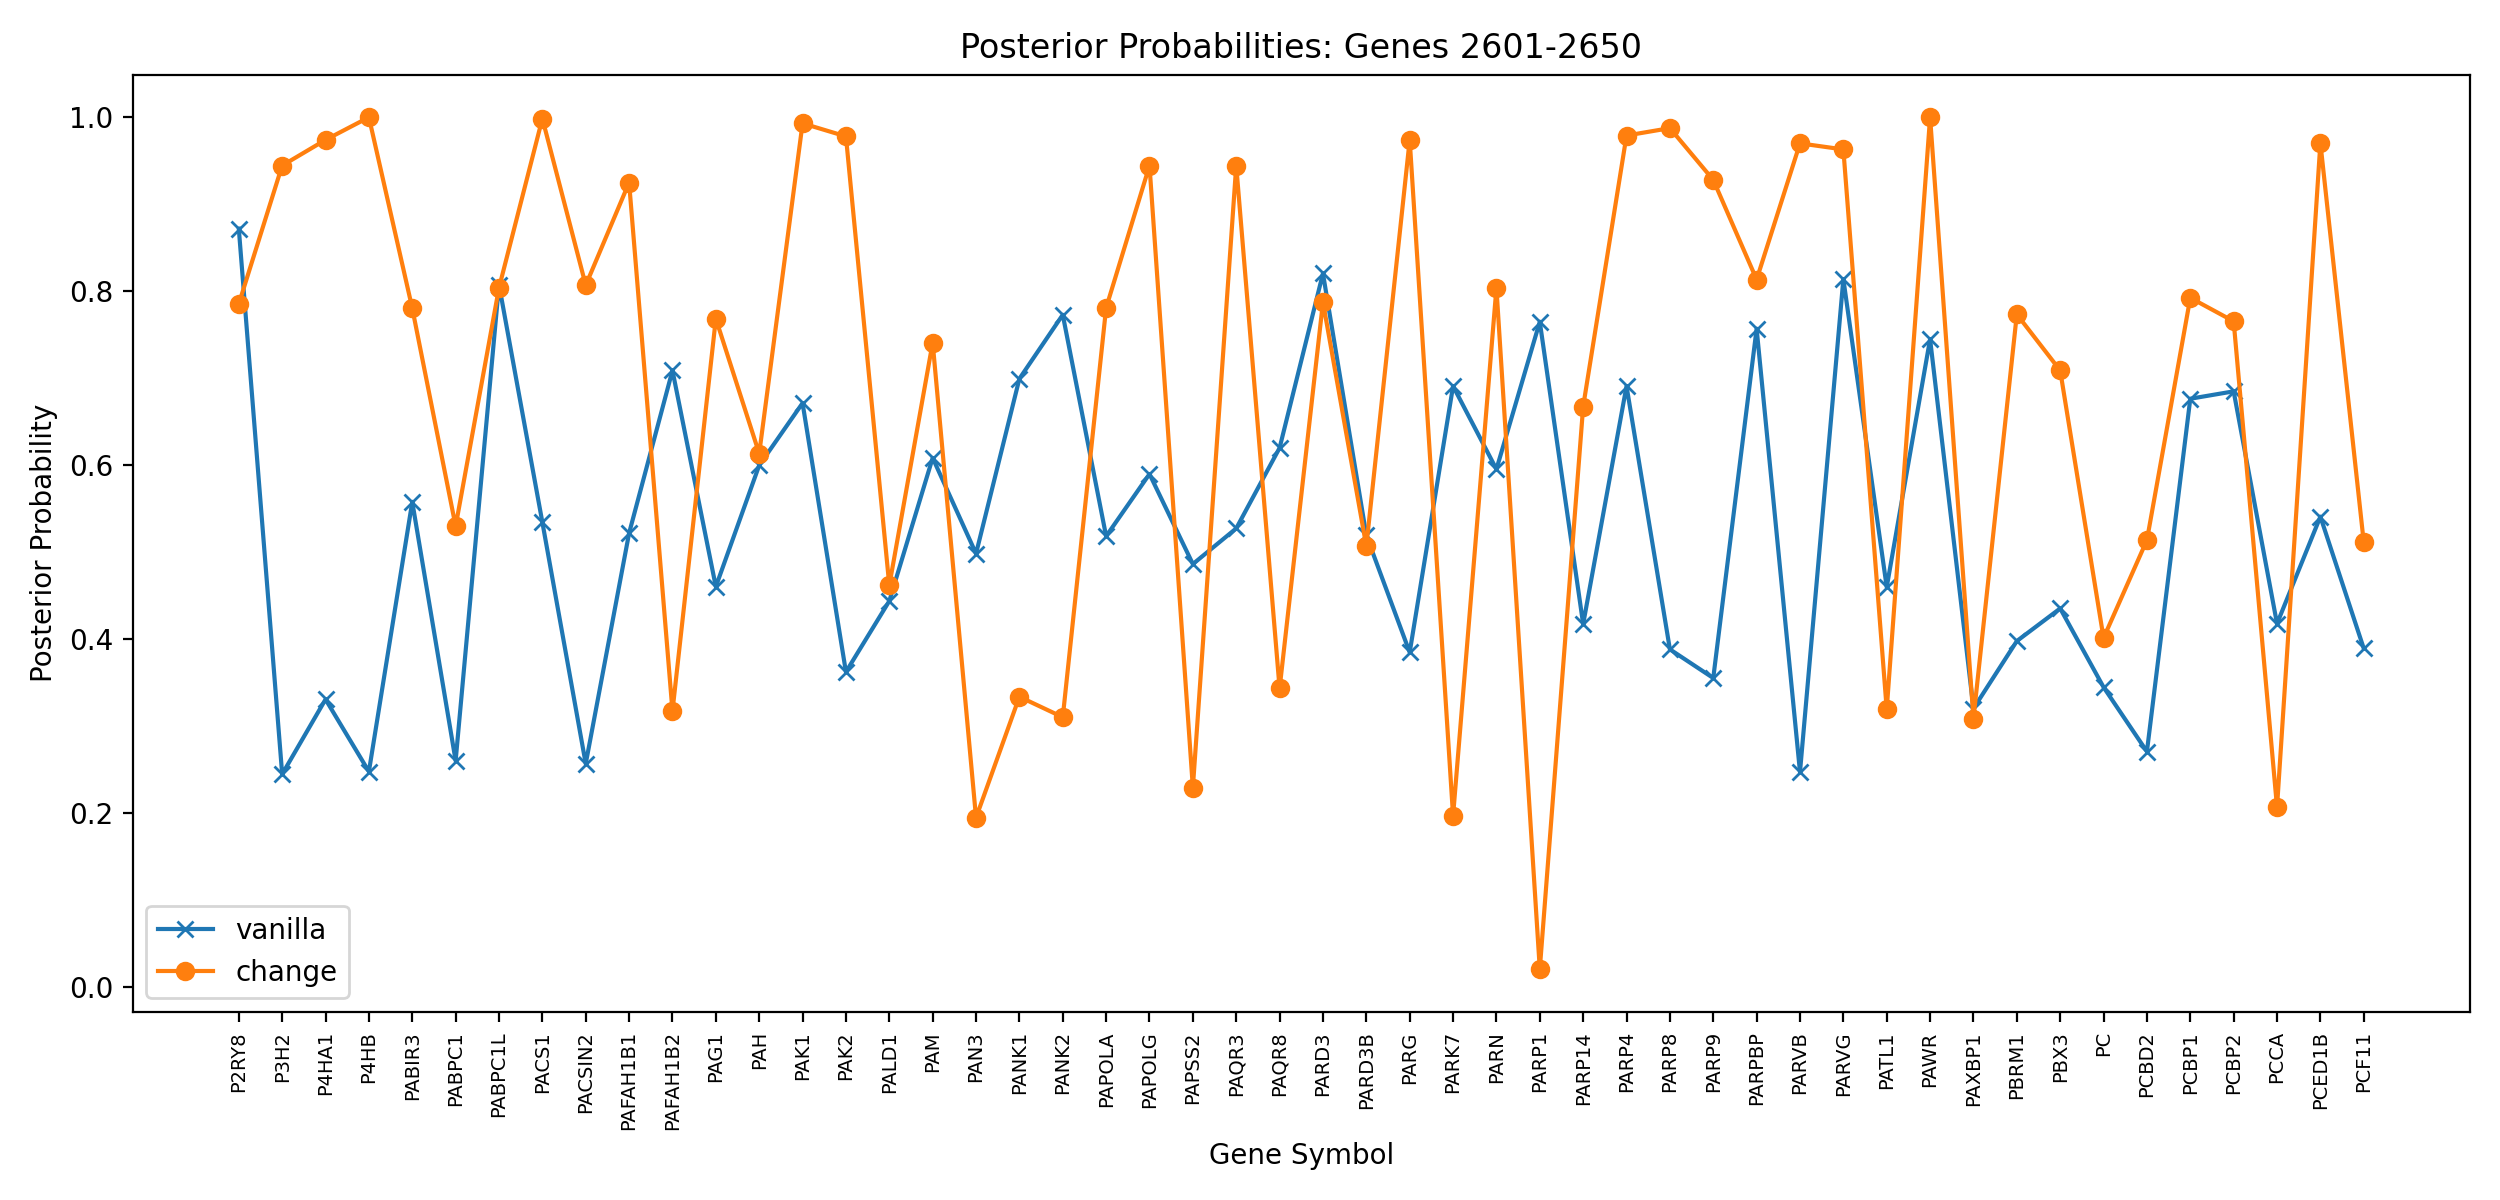 Posterior Probabilities: Genes 2601-2650
Posterior Probability
1.0
0.8
0.6
0.4
0.2
0.0
vanilla
change
P2RY8
P3H2
P4HA1
P4HB
PABIR3
PABPC1
PABPC1L
PACS1
PACSIN2
PAFAH1B1
PAFAH1B2
PAG1
PAH
PAK1
PAK2
PALD1
PAM
PAN3
PANK1
PANK2
PAPOLA
PAPOLG
PAPSS2
PAQR3
PAQR8
PARD3
PARD3B
PARG
PARK7
PARN
PARP1
PARP14
PARP4
PARP8
PARP9
PARPBP
PARVB
PARVG
PATL1
PAWR
PAXBP1
PBRM1
PBX3
PC
PCBD2
PCBP1
PCBP2
PCCA
PCED1B
PCF11
Gene Symbol